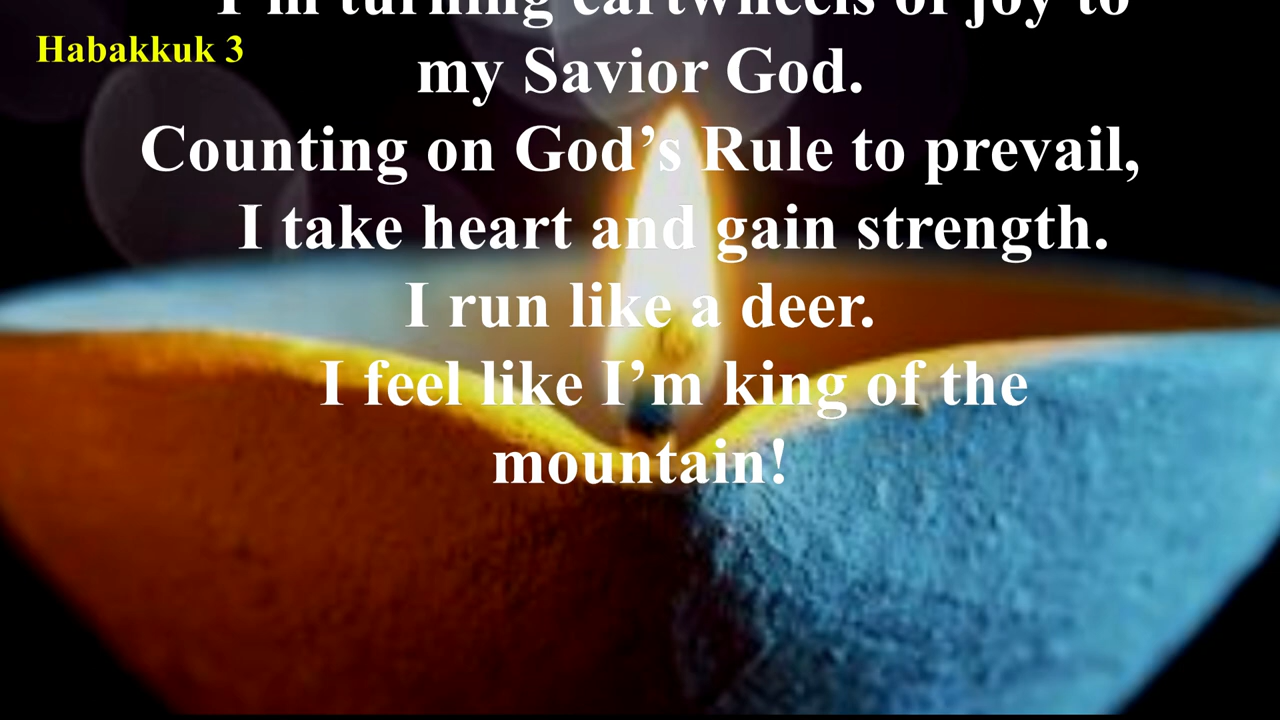 I’m turning cartwheels of joy to
Habakkuk 3
my Savior God.
Counting on God’s Rule to prevail,
I take heart and gain strength.
I run like a deer.
I feel like I’m king of the
mountain!